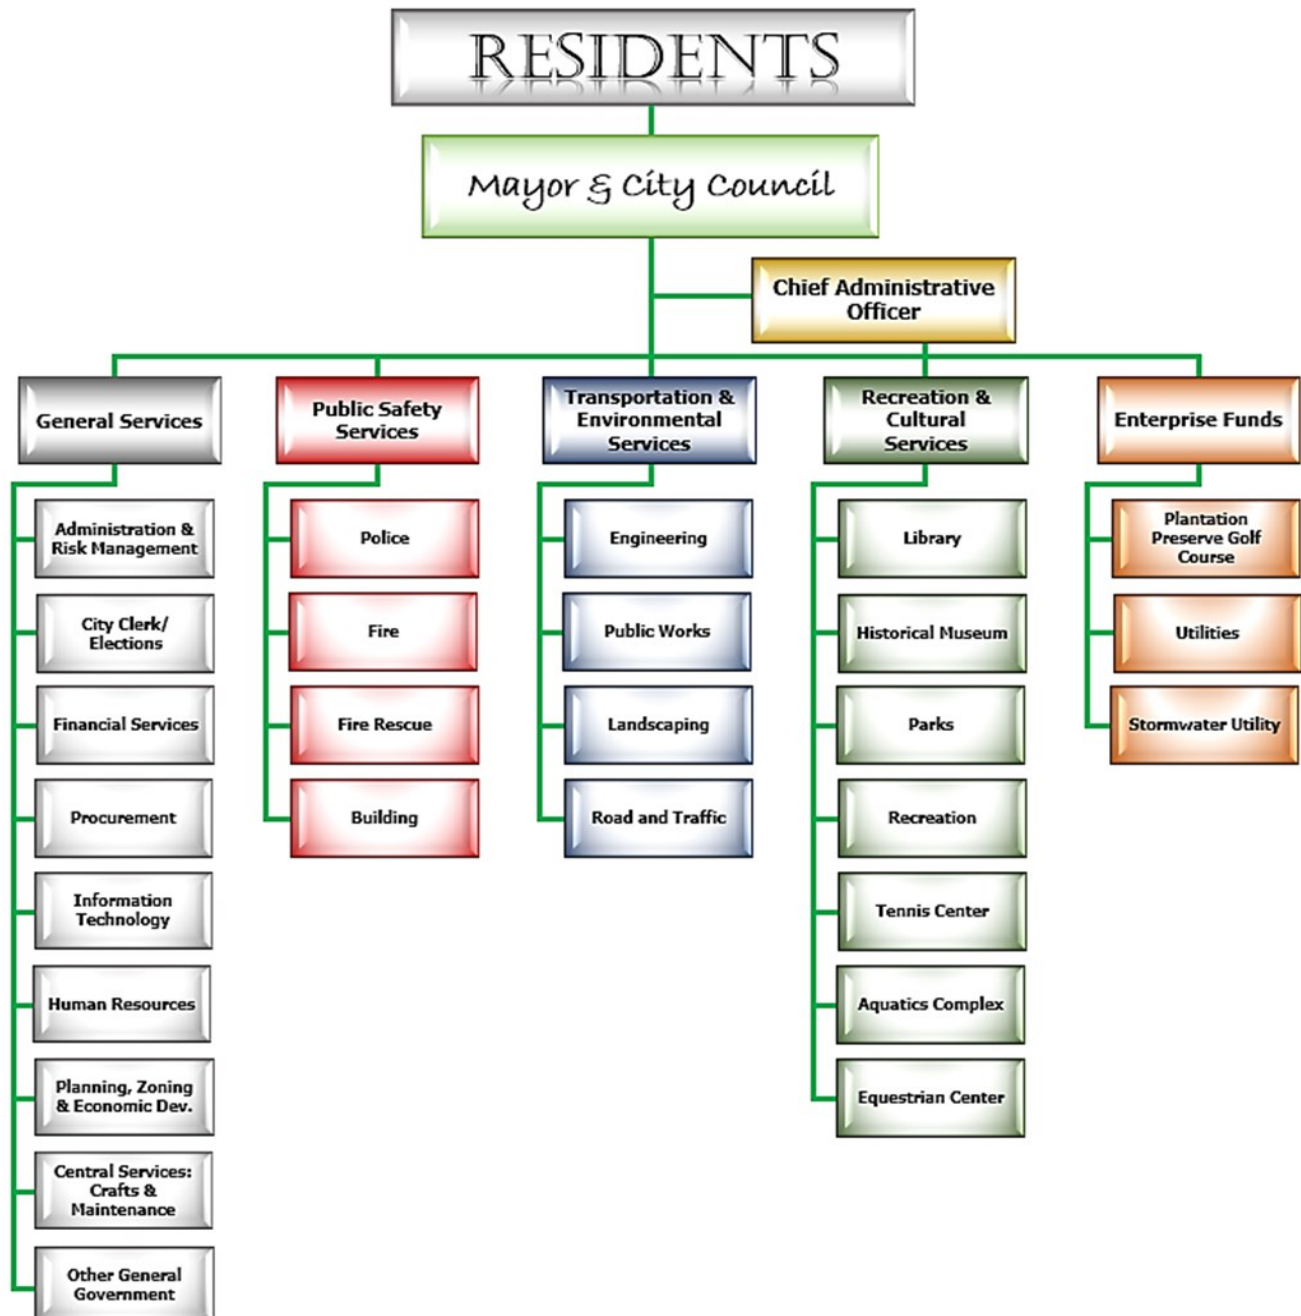 RESIDENTS
Mayor & City Council
Chief Administrative
Officer
General Services
Public Safety
Services
Transportation &
Environmental
Services
Recreation &
Cultural
Services
Enterprise Funds
Administration &
Risk Management
City Clerk/
Elections
Financial Services
Procurement
Information
Technology
Human Resources
Planning, Zoning
& Economic Dev.
Central Services:
Crafts &
Maintenance
Other General
Government
Police
Fire
Fire Rescue
Building
Engineering
Public Works
Landscaping
Road and Traffic
Library
Historical Museum
Parks
Recreation
Tennis Center
Aquatics Complex
Equestrian Center
Plantation
Preserve Golf
Course
Utilities
Stormwater Utility